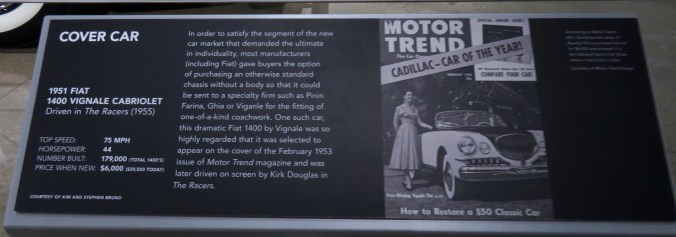 COVER CAR
1951 FIAT
1400 VIGNALE CABRIOLET
Driven in The Racers (1955)
TOP SPEED: 75 MPH
HORSEPOWER: 44
NUMBER BUILT: 179,000 (TOTAL 1400'S)
PRICE WHEN NEW: $6,000 ($39,500 TODAY)
COURTESY OF KIM AND STEPHEN BRUNO
In order to satisfy the segment of the new
car market that demanded the ultimate
in individuality, most manufacturers
(including Fiat) gave buyers the option
of purchasing an otherwise standard
chassis without a body so that it could
be sent to a specialty firm such as Pinin
Farina, Ghia or Viganle for the fitting of
one-of-a-kind coachwork. One such car,
this dramatic Fiat 1400 by Vignale was so
highly regarded that it was selected to
appear on the cover of the February 1953
issue of Motor Trend magazine and was
later driven on screen by Kirk Douglas in
The Racers.
MOTOR
TREND
SPECIAL AWARDS ISSUE!
CADILLAC-CAR OF THE YEAR!
COMPARE YOUR CAR!
How to Restore a $50 Classic Car